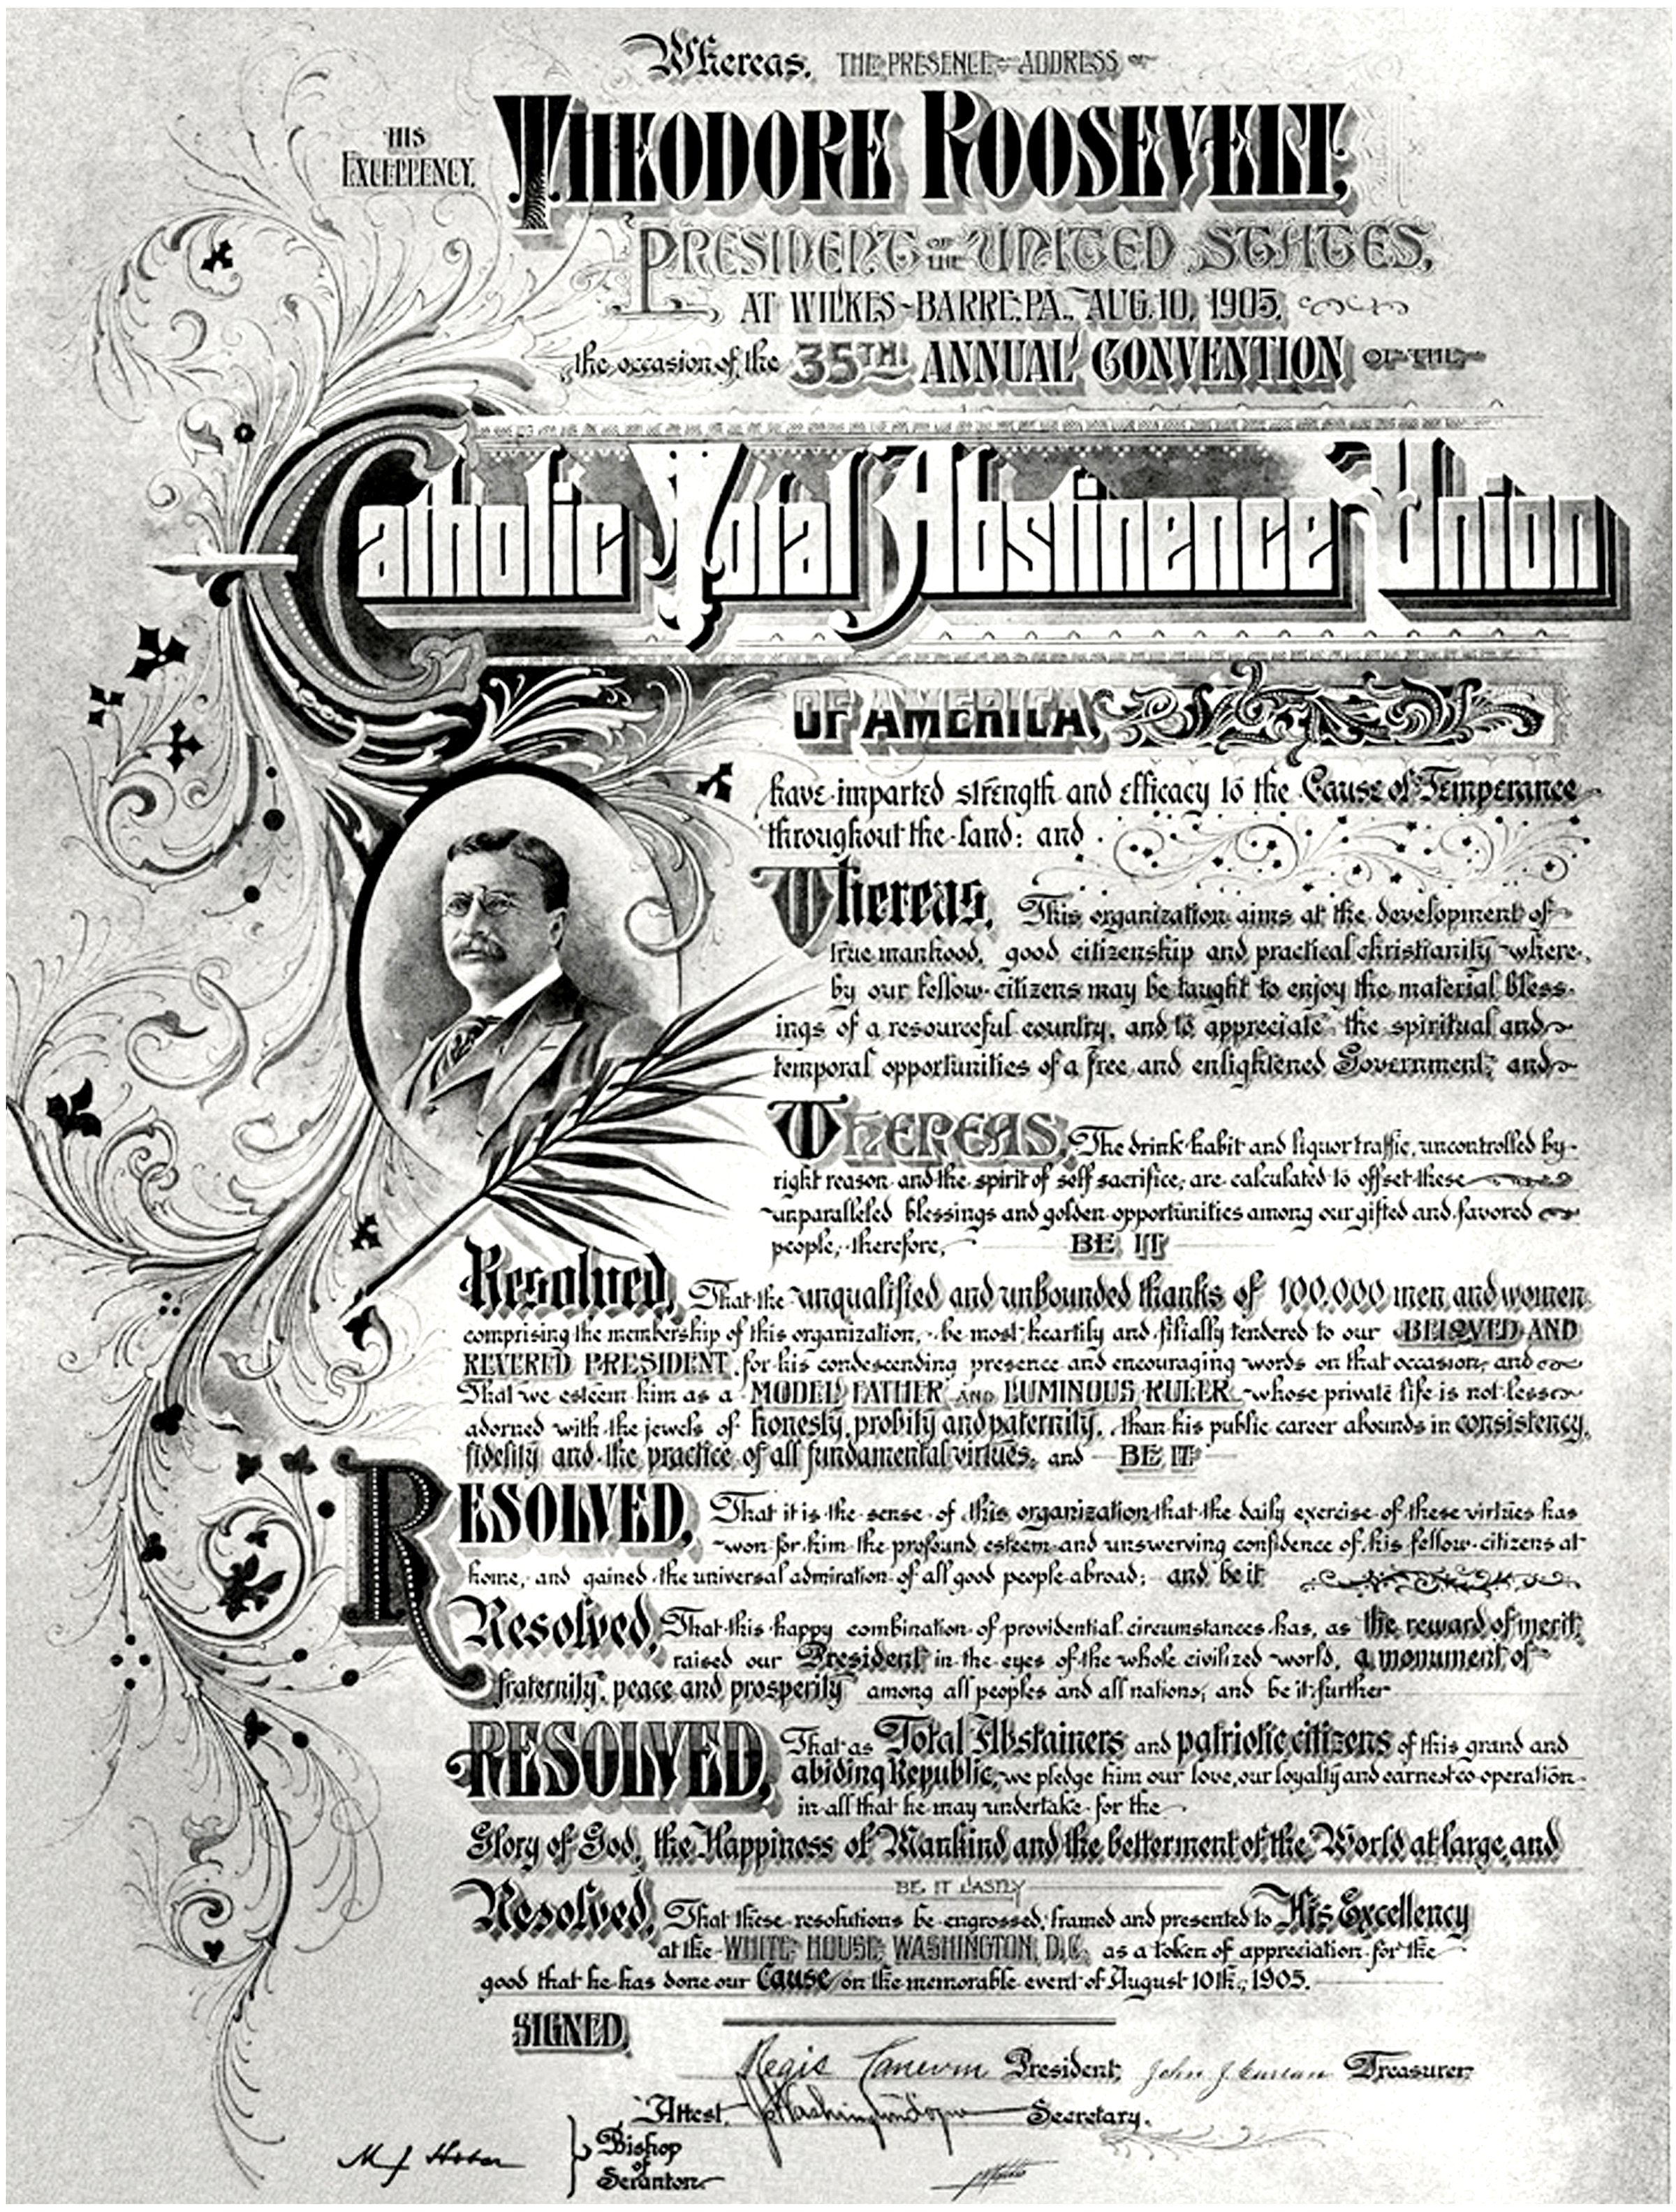 Whereas, THE PRESENCE AND ADDRESS OF
HIS
EXCELLENCY,
THEODORE ROOSEVELT,
PRESIDENT OF THE UNITED STATES,
AT WILKES-BARRE, PA., AUG. 10, 1905,
the occasion of the 35TH ANNUAL CONVENTION OF THE
Catholic Total Abstinence Union
OF AMERICA,
have imparted strength and efficacy to the Cause of Temperance
throughout the land: and
Whereas, This organization aims at the development of
true manhood, good citizenship and practical christianity where-
by our fellow-citizens may be taught to enjoy the material bless-
ings of a resourceful country, and to appreciate the spiritual and
temporal opportunities of a free and enlightened Government; and
WHEREAS, The drink habit and liquor traffic, uncontrolled by
right reason and the spirit of self sacrifice, are calculated to offset these
unparalleled blessings and golden opportunities among our gifted and favored
people, therefore, BE IT
Resolved, That the unqualified and unbounded thanks of 100,000 men and women
comprising the membership of this organization, be most heartily and filially tendered to our BELOVED AND
REVERED PRESIDENT for his condescending presence and encouraging words on that occasion, and
That we esteem him as a MODEL FATHER AND LUMINOUS RULER whose private life is not less
adorned with the jewels of honesty, probity and paternity, than his public career abounds in consistency,
fidelity and the practice of all fundamental virtues; and BE IT
RESOLVED, That it is the sense of this organization that the daily exercise of these virtues has
won for him the profound esteem and unswerving confidence of his fellow-citizens at
home, and gained the universal admiration of all good people abroad; and be it
Resolved, That this happy combination of providential circumstances has, as the reward of merit,
raised our President in the eyes of the whole civilized world, a monument of
fraternity, peace and prosperity among all peoples and all nations, and be it further
RESOLVED, That as Total Abstainers and patriotic citizens of this grand and
abiding Republic, we pledge him our love, our loyalty and earnest co-operation
in all that he may undertake for the
Glory of God, the Happiness of Mankind and the betterment of the World at large, and
BE IT LASTLY
Resolved, That these resolutions be engrossed, framed and presented to His Excellency
at the WHITE HOUSE, WASHINGTON, D.C. as a token of appreciation for the
good that he has done our Cause on the memorable event of August 10th, 1905.
SIGNED,
Regis Canevin President, John J. Curran Treasurer
Attest, J. Washington Logue Secretary.
M J Hoban Bishop
of
Scranton